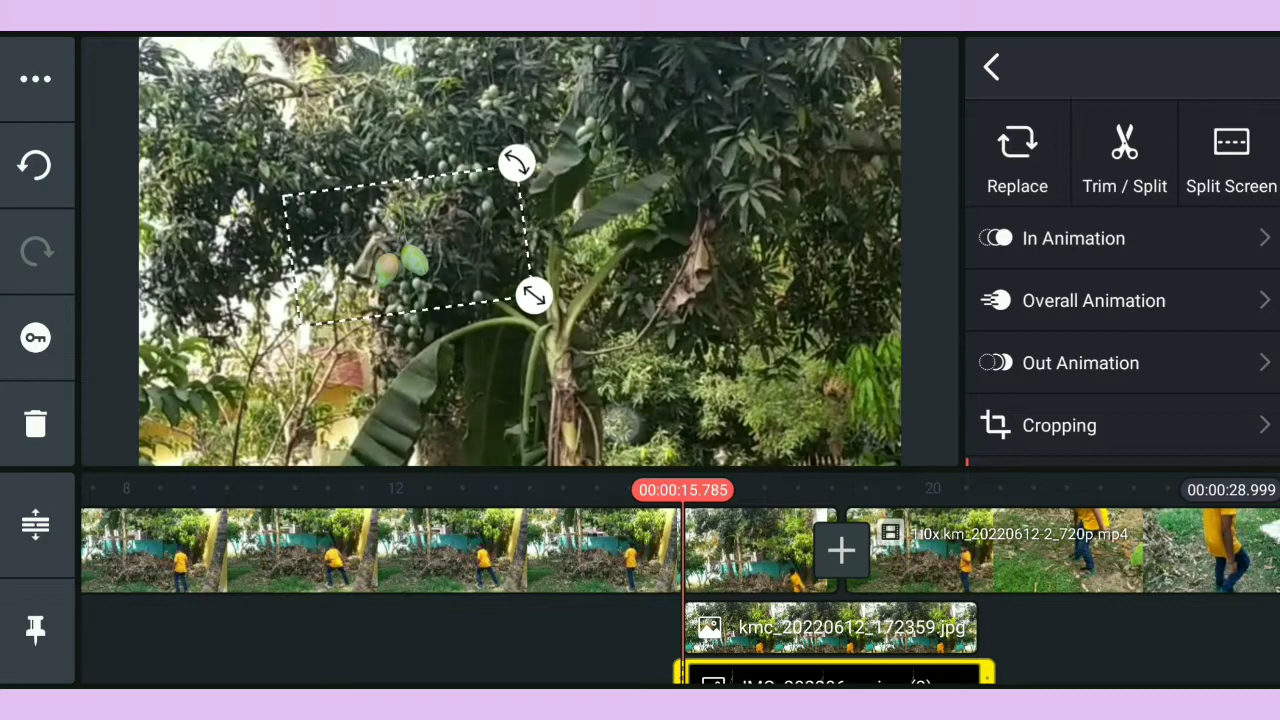 Replace
Trim / Split
Split Screen
In Animation
Overall Animation
Out Animation
Cropping
8
12
00:00:15.785
20
00:00:28.999
km_20220612-2_720p.mp4
kmc_20220612_172359.jpg